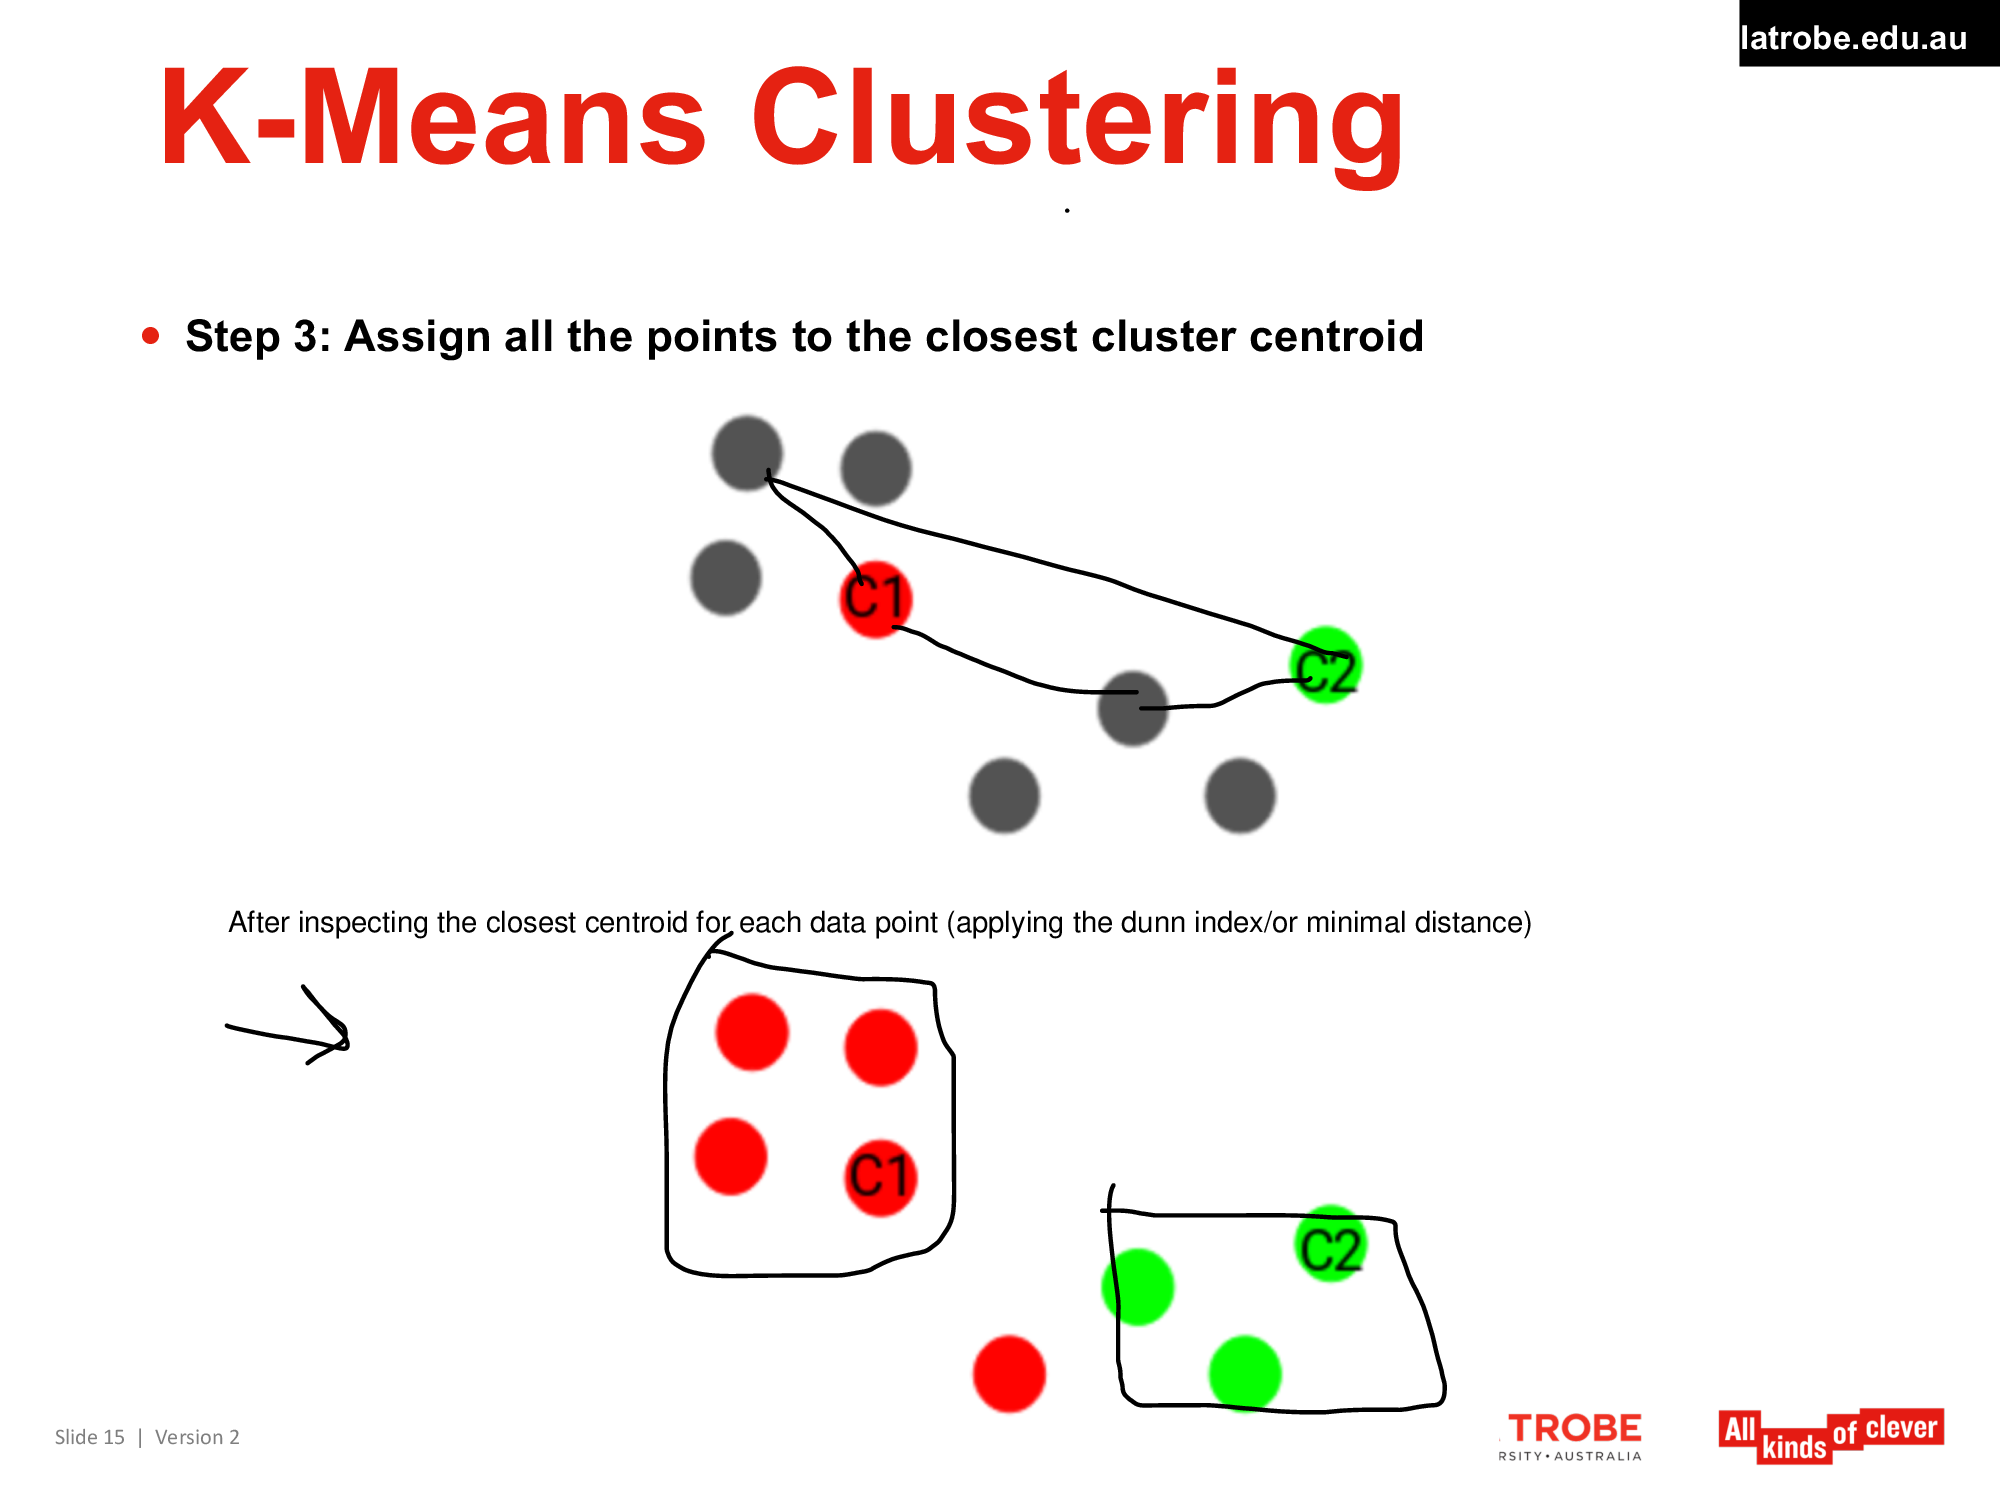 latrobe.edu.au
K-Means Clustering
Step 3: Assign all the points to the closest cluster centroid
C1
C2
After inspecting the closest centroid for each data point (applying the dunn index/or minimal distance)
C1
C2
Slide 15 | Version 2
TROBE
RSITY • AUSTRALIA
All kinds of clever